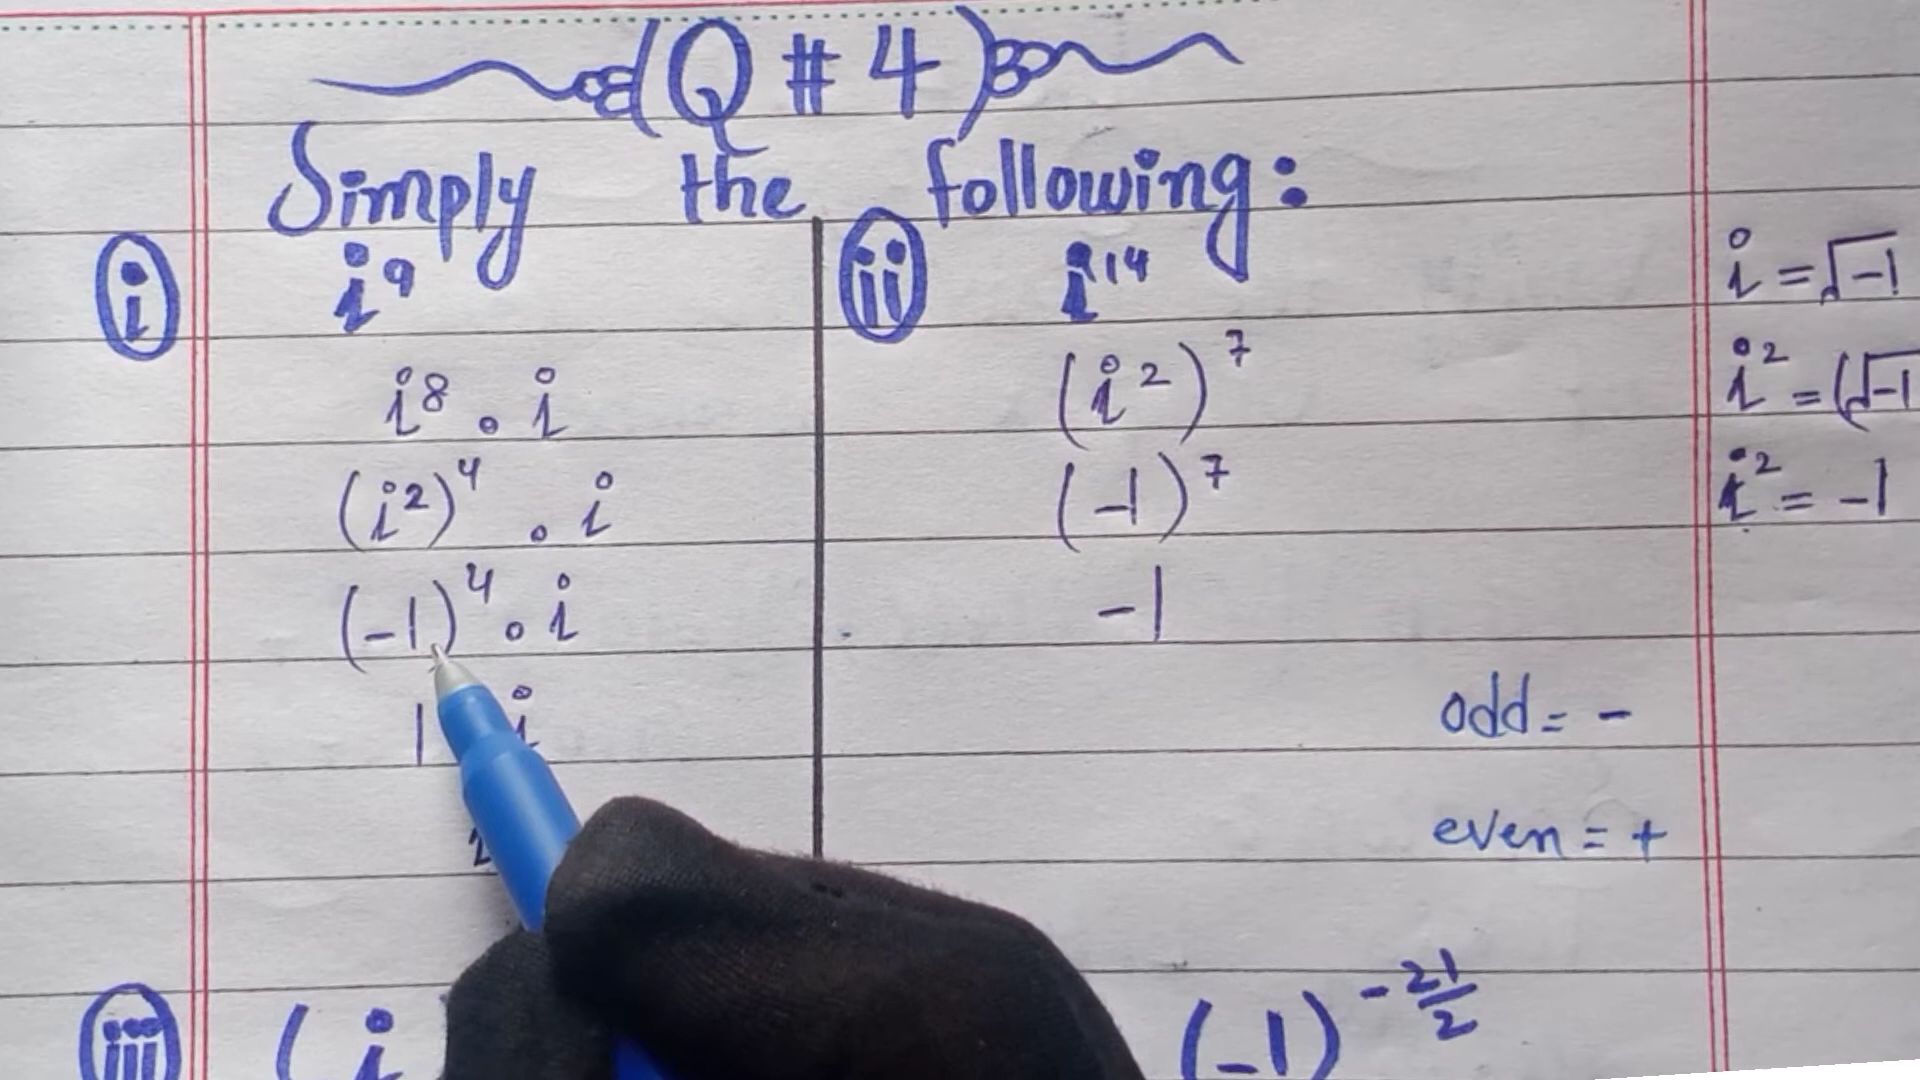 (Q # 4)
Simply the following:
i i⁹
i⁸ . i
(i²)⁴ . i
(-1)⁴ . i
1 i
ii i¹⁴
(i²)⁷
(-1)⁷
-1
i = √-1
i² = (√-1
i² = -1
odd = -
even = +
iii (i
(-1)^-21/2